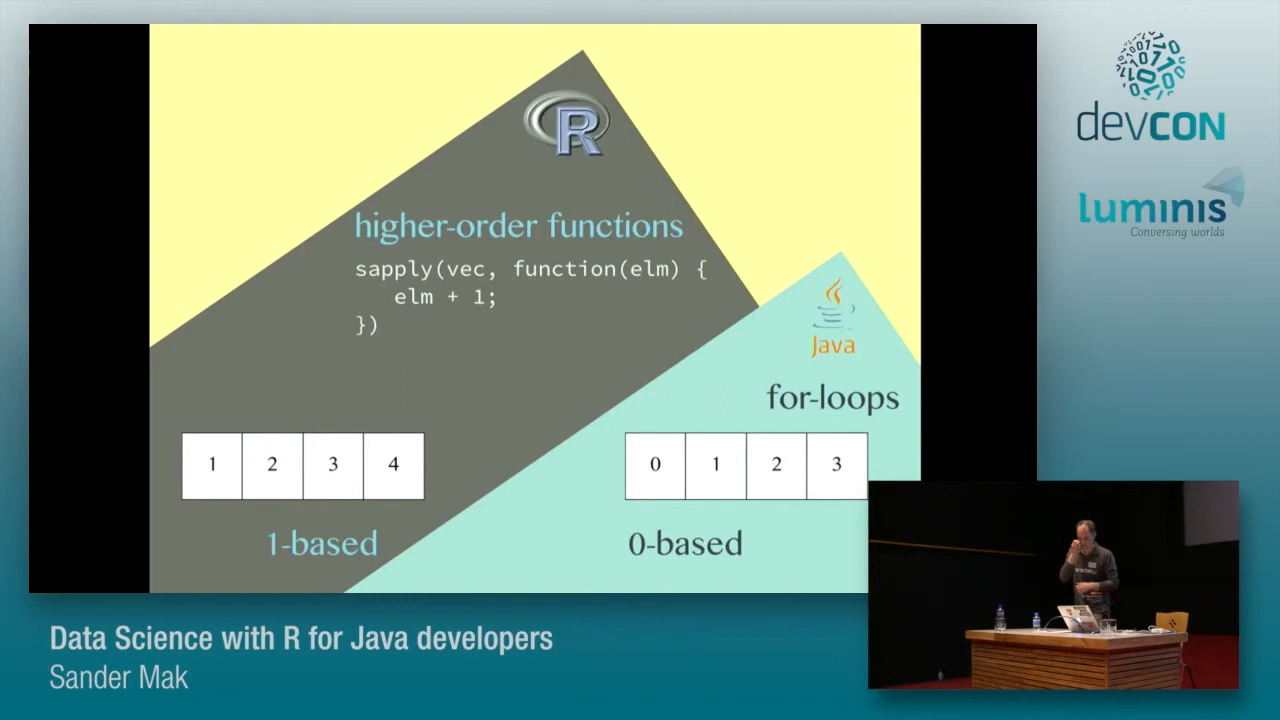 R
higher-order functions
sapply(vec, function(elm) {
elm + 1;
})
Java
for-loops
1 2 3 4
0 1 2 3
1-based
0-based
devcon
luminis
Conversing worlds
Data Science with R for Java developers
Sander Mak